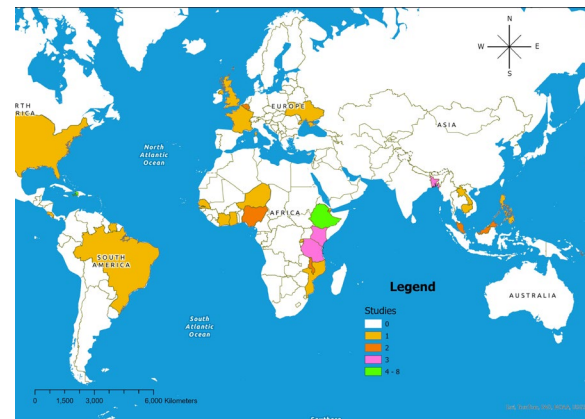 N
W E
S
RTH
RICA
EUROPE
ASIA
North
Atlantic
Ocean
AFRICA
SOUTH
AMERICA
AUSTRALIA
South
Atlantic
Ocean
Legend
Studies
0
1
2
3
4 - 8
0 1,500 3,000 6,000 Kilometers
Southern